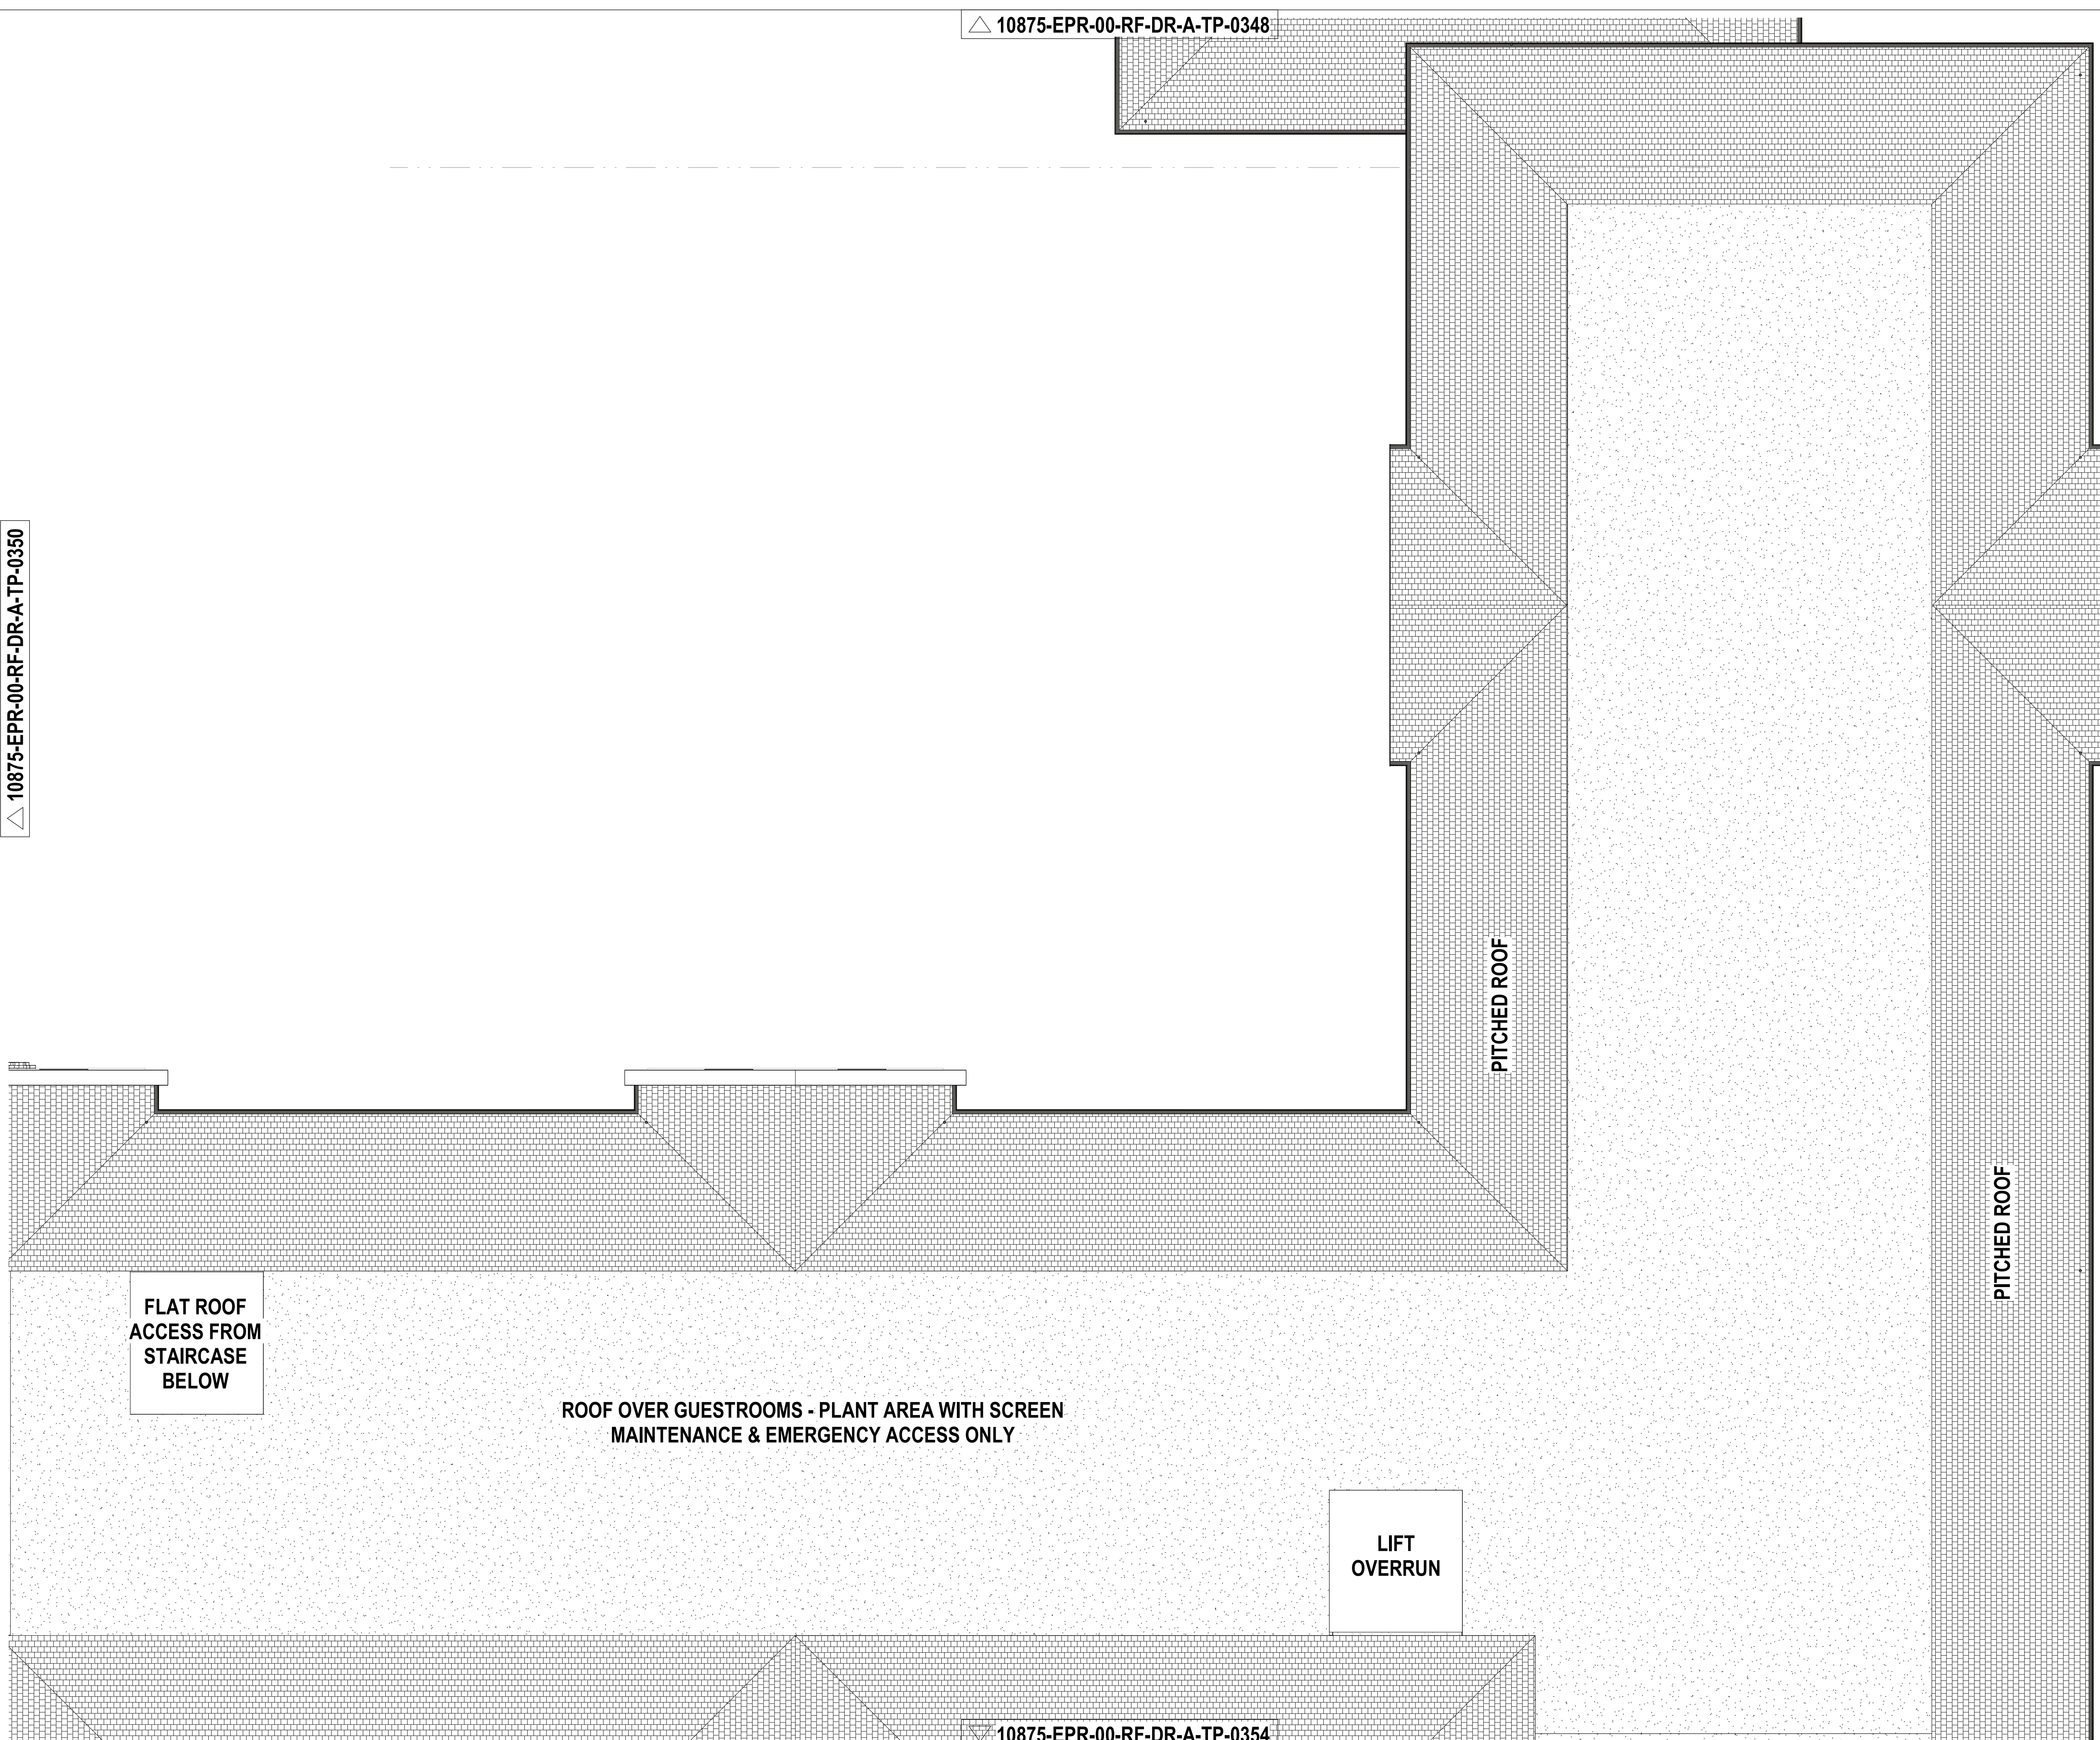 10875-EPR-00-RF-DR-A-TP-0348
10875-EPR-00-RF-DR-A-TP-0350
PITCHED ROOF
PITCHED ROOF
FLAT ROOF
ACCESS FROM
STAIRCASE
BELOW
ROOF OVER GUESTROOMS - PLANT AREA WITH SCREEN
MAINTENANCE & EMERGENCY ACCESS ONLY
LIFT
OVERRUN
10875-EPR-00-RF-DR-A-TP-0354